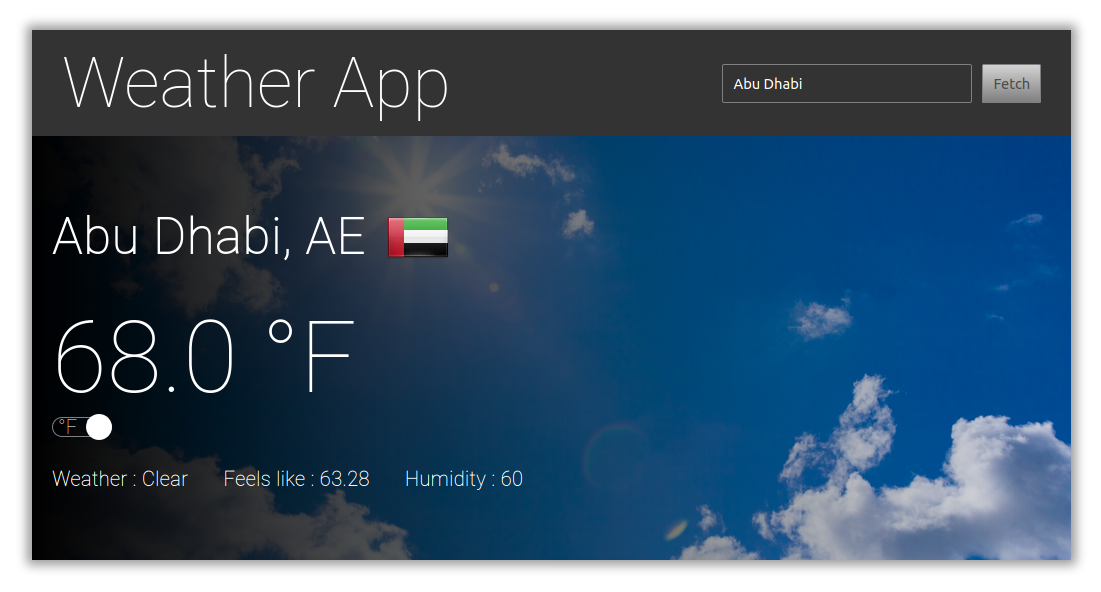 Weather App
Abu Dhabi
Fetch
Abu Dhabi, AE
68.0 °F
°F
Weather : Clear Feels like : 63.28 Humidity : 60